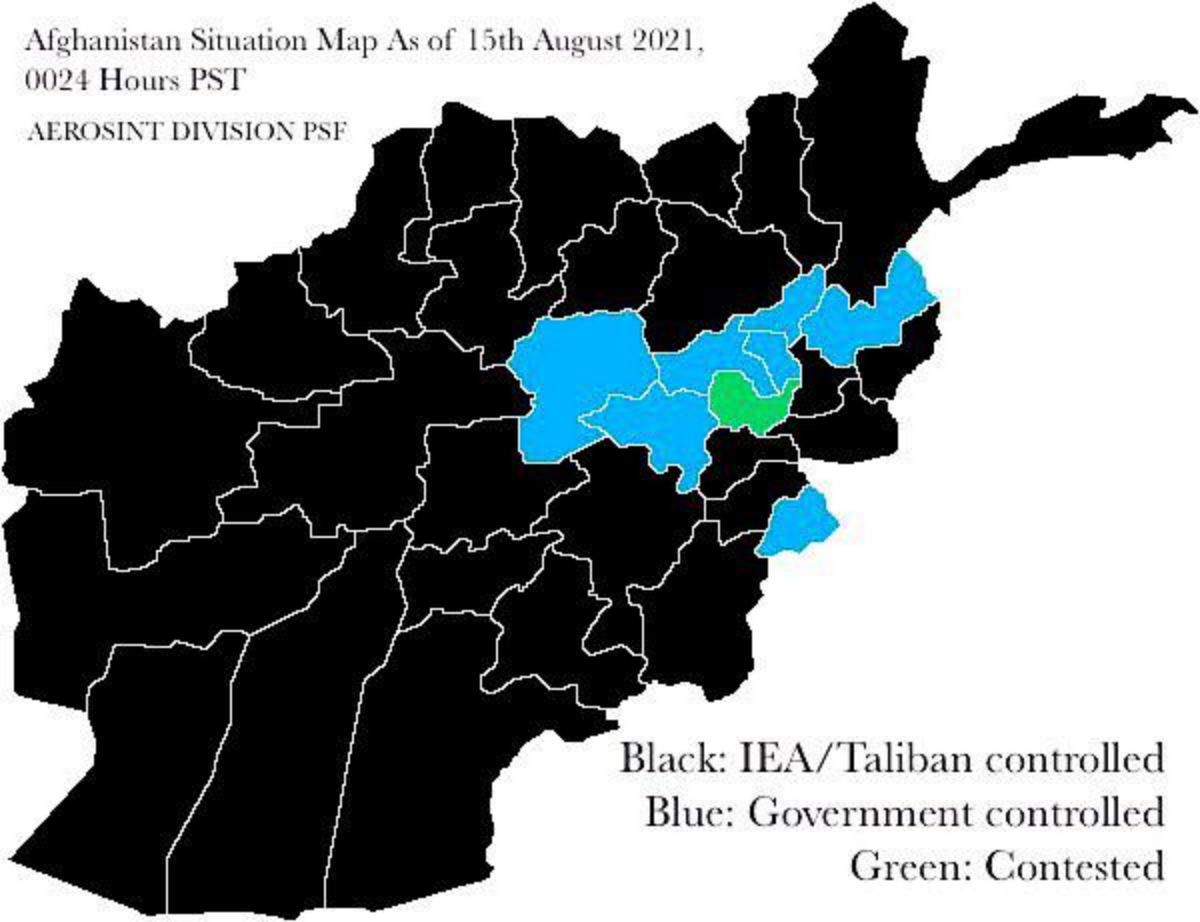 Afghanistan Situation Map As of 15th August 2021,
0024 Hours PST
AEROSINT DIVISION PSF
Black: IEA/Taliban controlled
Blue: Government controlled
Green: Contested